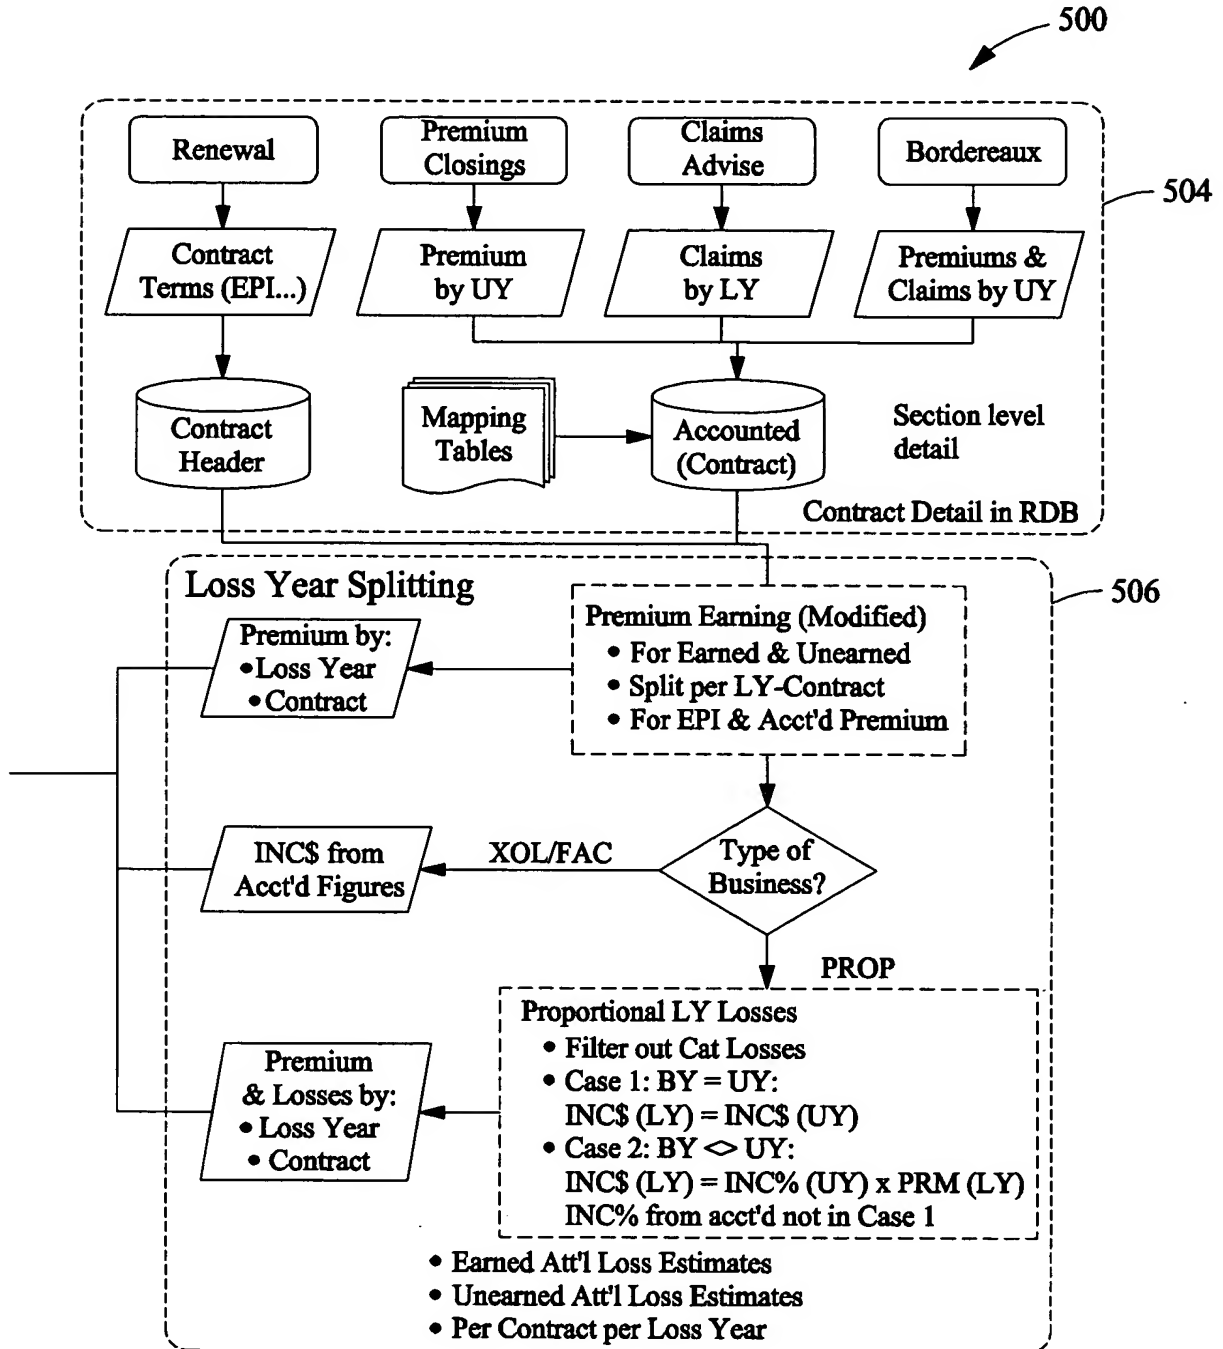 500
Renewal
Premium
Closings
Claims
Advise
Bordereaux
504
Contract
Terms (EPI...)
Premium
by UY
Claims
by LY
Premiums &
Claims by UY
Contract
Header
Mapping
Tables
Accounted
(Contract)
Section level
detail
Contract Detail in RDB
Loss Year Splitting
506
Premium by:
• Loss Year
• Contract
Premium Earning (Modified)
• For Earned & Unearned
• Split per LY-Contract
• For EPI & Acct'd Premium
INC$ from
Acct'd Figures
XOL/FAC
Type of
Business?
PROP
Premium
& Losses by:
• Loss Year
• Contract
Proportional LY Losses
• Filter out Cat Losses
• Case 1: BY = UY:
INC$ (LY) = INC$ (UY)
• Case 2: BY <> UY:
INC$ (LY) = INC% (UY) x PRM (LY)
INC% from acct'd not in Case 1
• Earned Att'l Loss Estimates
• Unearned Att'l Loss Estimates
• Per Contract per Loss Year